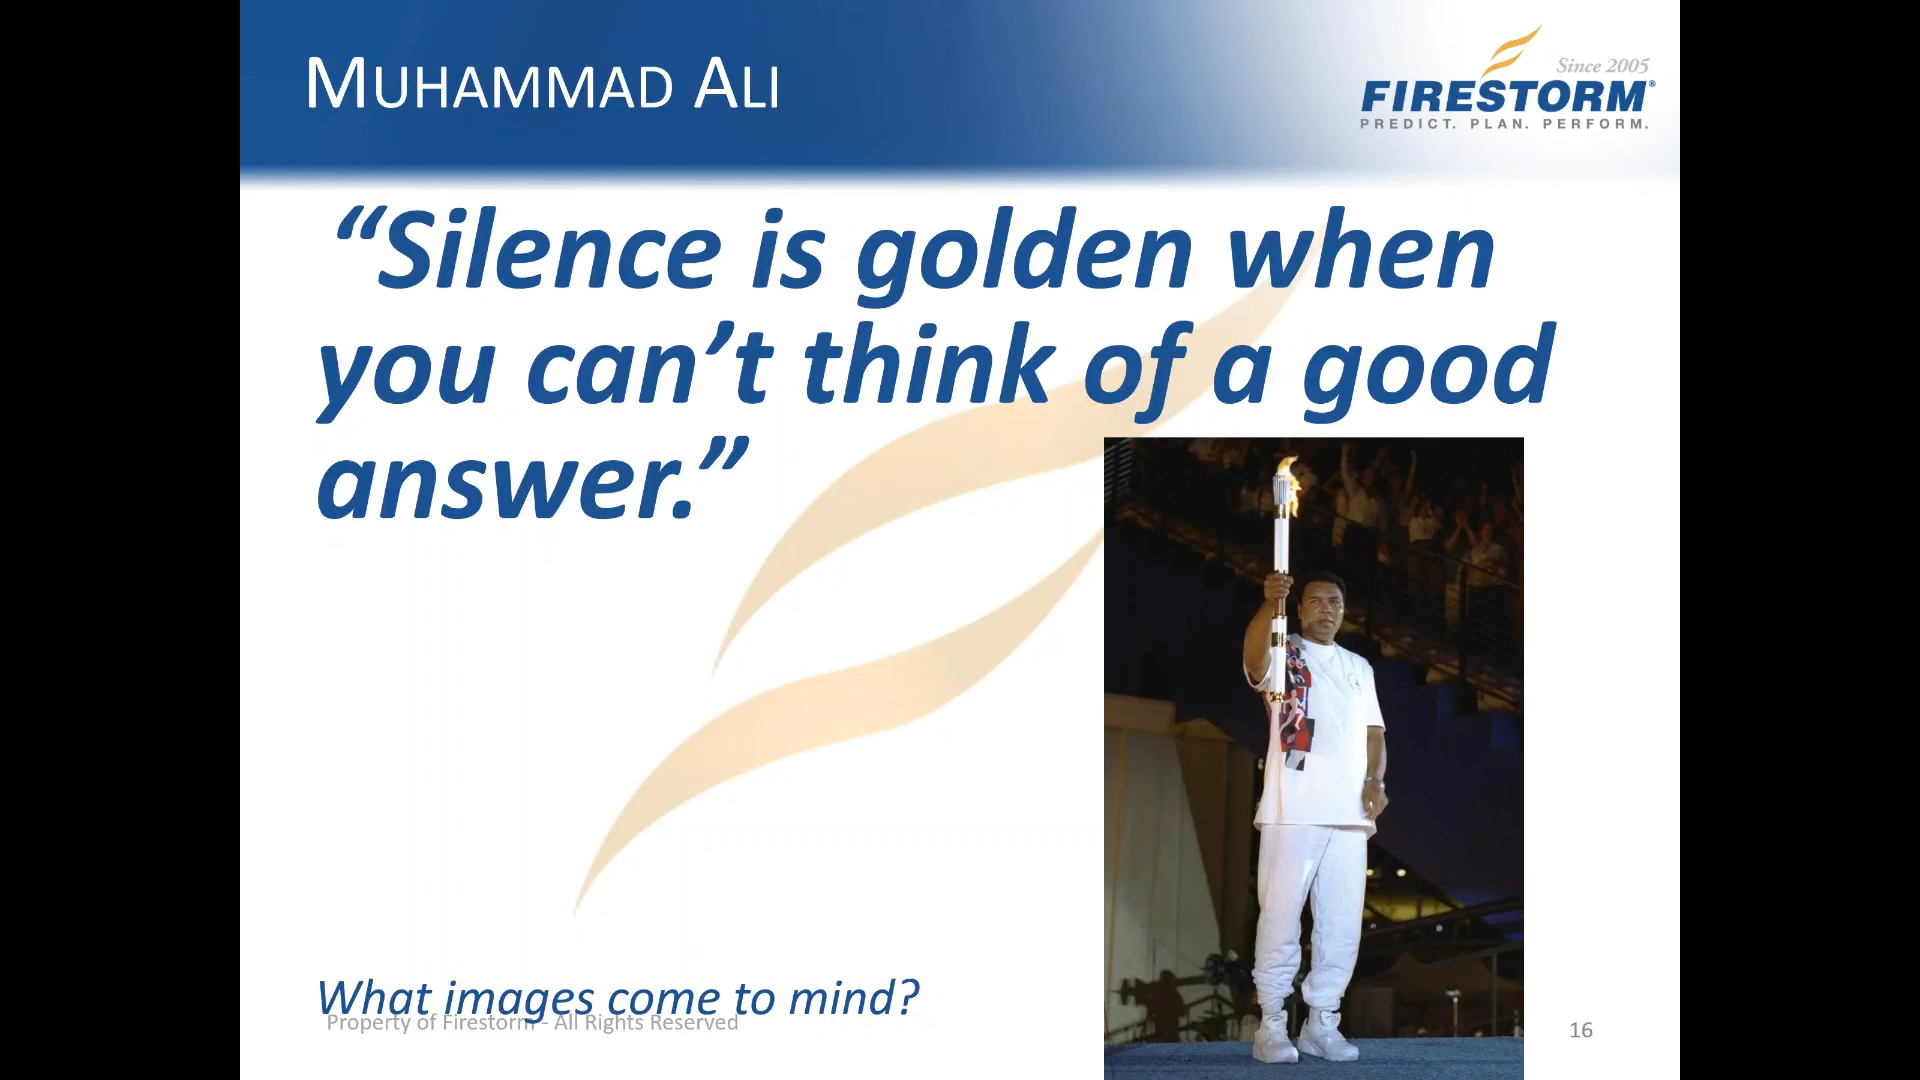 MUHAMMAD ALI
Since 2005
FIRESTORM®
PREDICT. PLAN. PERFORM.
“Silence is golden when
you can’t think of a good
answer.”
What images come to mind?
Property of Firestorm - All Rights Reserved
16